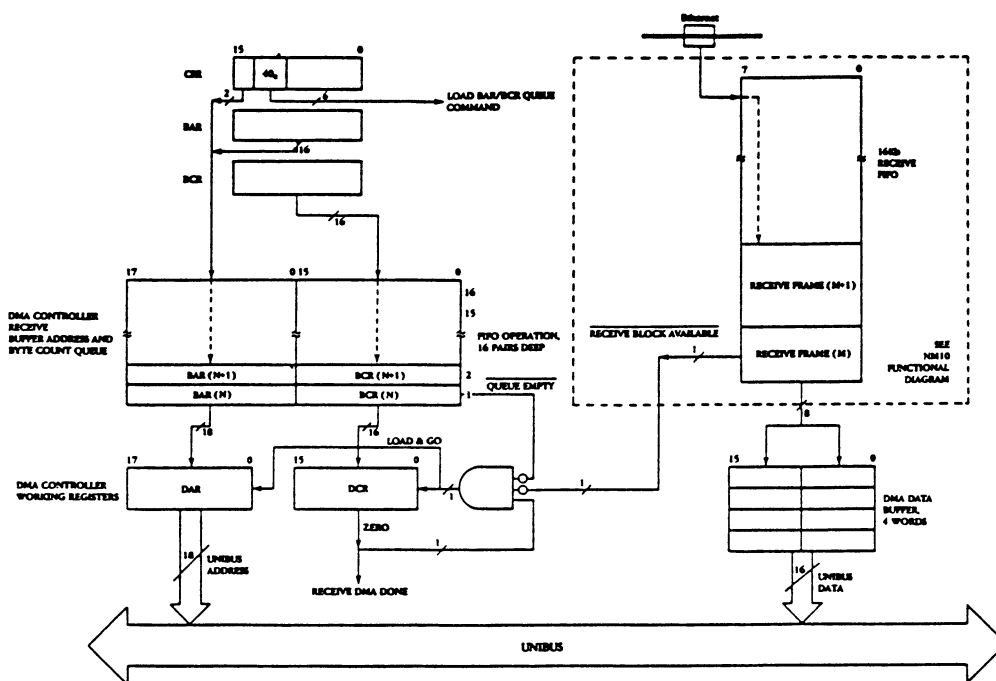 Ethernet
15
0
7
0
CSR
40₈
2
6
LOAD BAR/BCR QUEUE
COMMAND
BAR
16
BCR
16
16Kb
RECEIVE
FIFO
17
0
15
0
16
15
DMA CONTROLLER
RECEIVE
BUFFER ADDRESS AND
BYTE COUNT QUEUE
FIFO OPERATION,
16 PAIRS DEEP
BAR (N+1)
BCR (N+1)
2
BAR (N)
BCR (N)
1
QUEUE EMPTY
RECEIVE FRAME (M+1)
RECEIVE BLOCK AVAILABLE
1
RECEIVE FRAME (M)
SEE
NM10
FUNCTIONAL
DIAGRAM
8
18
16
LOAD & GO
17
0
15
0
15
0
DMA CONTROLLER
WORKING REGISTERS
DAR
DCR
1
1
DMA DATA
BUFFER,
4 WORDS
ZERO
1
18
UNIBUS
ADDRESS
RECEIVE DMA DONE
16
UNIBUS
DATA
UNIBUS